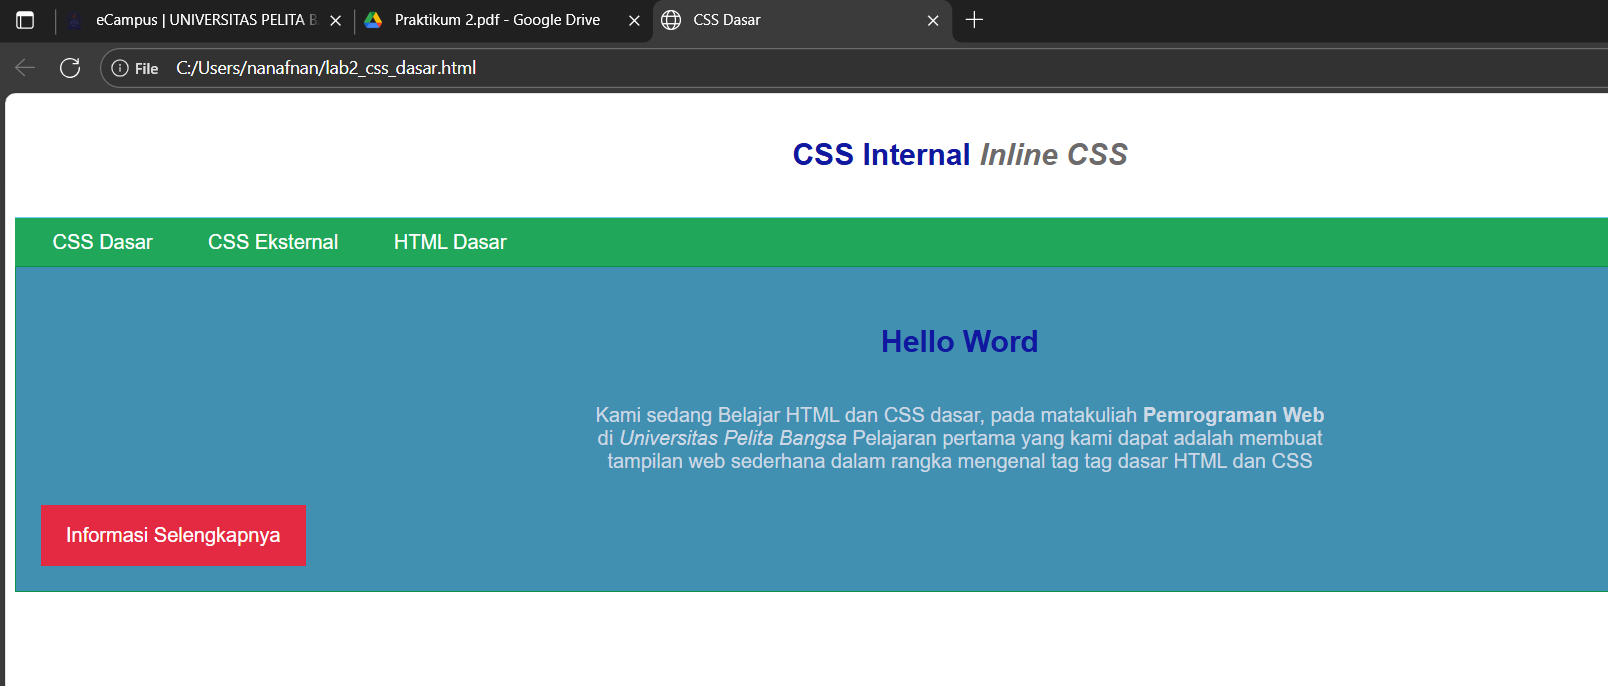 eCampus | UNIVERSITAS PELITA B
Praktikum 2.pdf - Google Drive
CSS Dasar
File C:/Users/nanafnan/lab2_css_dasar.html
CSS Internal Inline CSS
CSS Dasar CSS Eksternal HTML Dasar
Hello Word
Kami sedang Belajar HTML dan CSS dasar, pada matakuliah Pemrograman Web
di Universitas Pelita Bangsa Pelajaran pertama yang kami dapat adalah membuat
tampilan web sederhana dalam rangka mengenal tag tag dasar HTML dan CSS
Informasi Selengkapnya